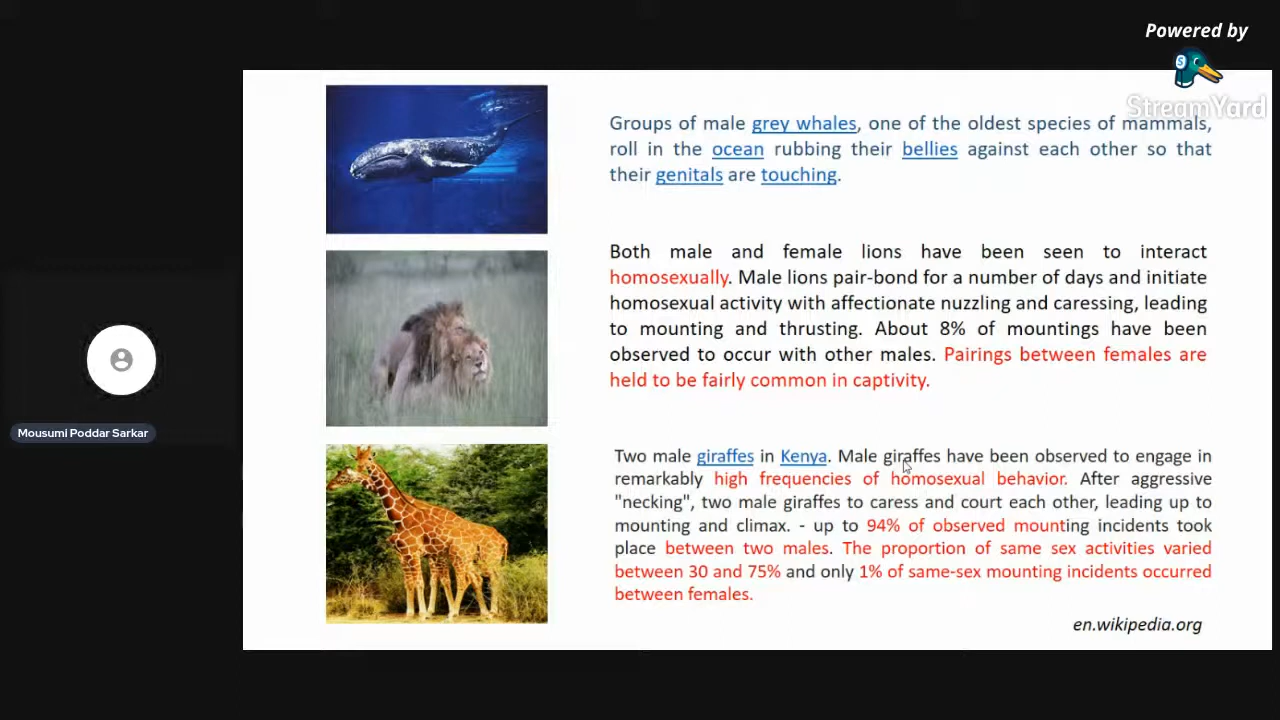 Powered by
StreamYard
Groups of male grey whales, one of the oldest species of mammals,
roll in the ocean rubbing their bellies against each other so that
their genitals are touching.
Both male and female lions have been seen to interact
homosexually. Male lions pair-bond for a number of days and initiate
homosexual activity with affectionate nuzzling and caressing, leading
to mounting and thrusting. About 8% of mountings have been
observed to occur with other males. Pairings between females are
held to be fairly common in captivity.
Mousumi Poddar Sarkar
Two male giraffes in Kenya. Male giraffes have been observed to engage in
remarkably high frequencies of homosexual behavior. After aggressive
"necking", two male giraffes to caress and court each other, leading up to
mounting and climax. - up to 94% of observed mounting incidents took
place between two males. The proportion of same sex activities varied
between 30 and 75% and only 1% of same-sex mounting incidents occurred
between females.
en.wikipedia.org